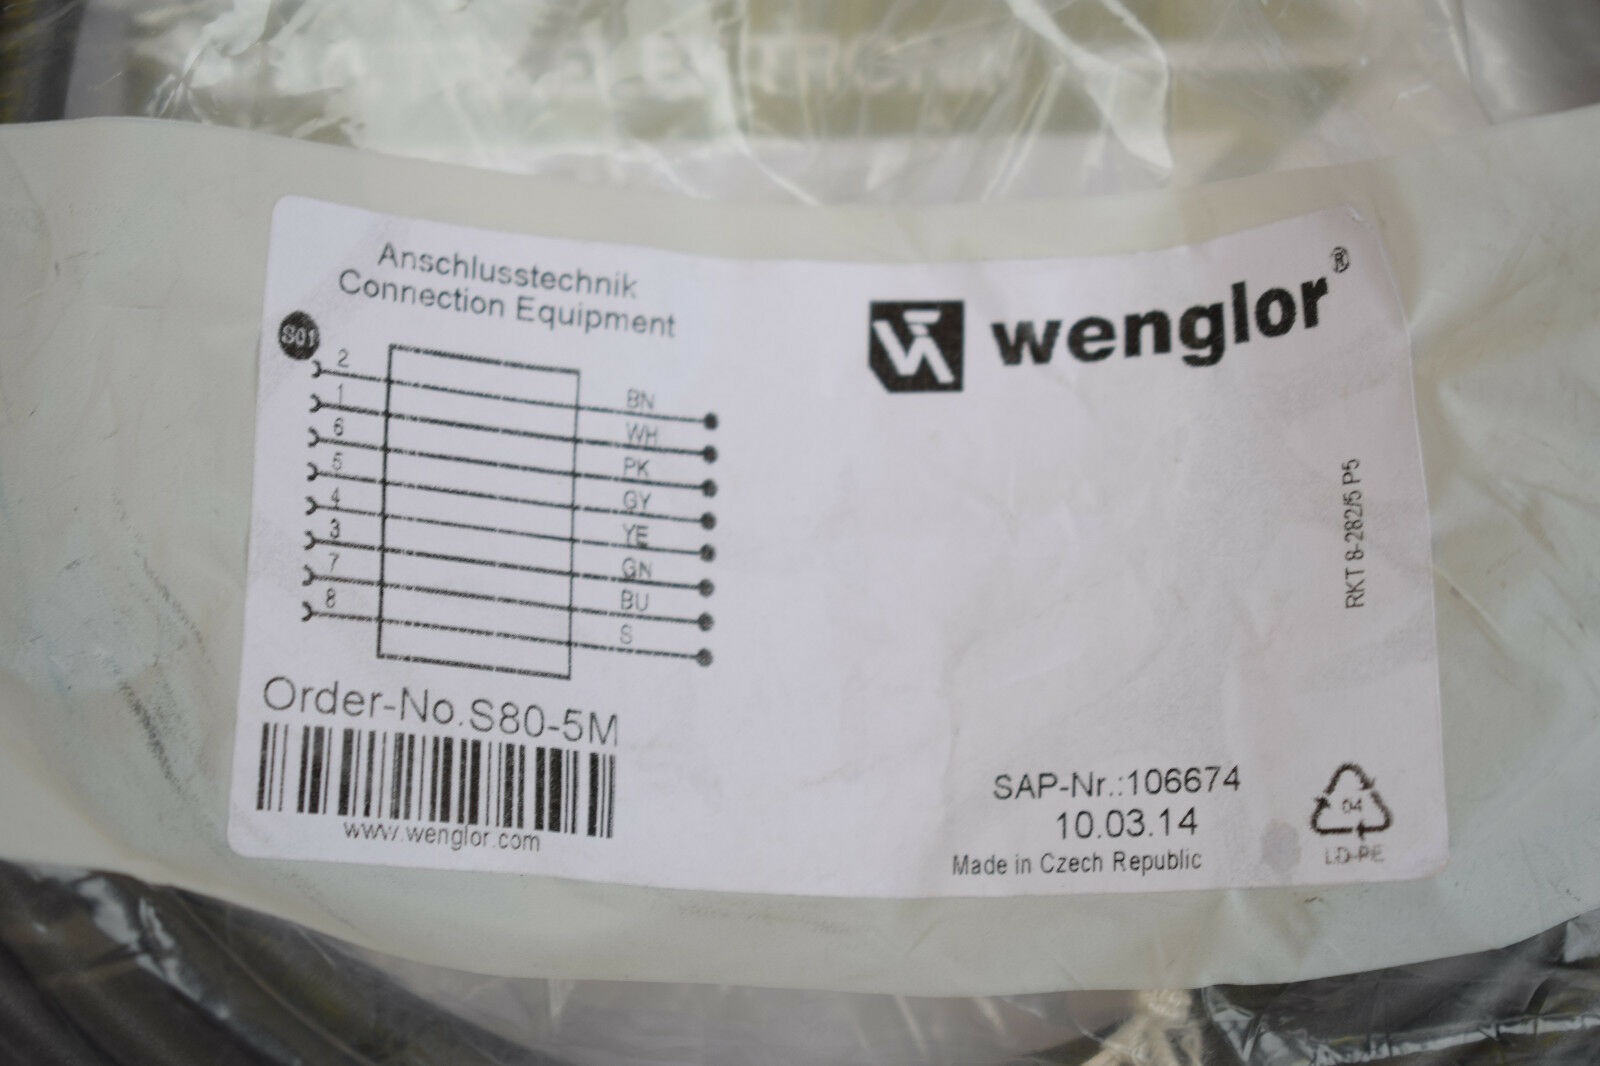 Anschlusstechnik
Connection Equipment
S01
2 BN
1 WH
6 PK
5 GY
4 YE
3 GN
7 BU
8 S
Order-No.S80-5M
www.wenglor.com
wenglor®
RKT 8-282/5 P5
SAP-Nr.:106674
10.03.14
Made in Czech Republic
04
LD-PE